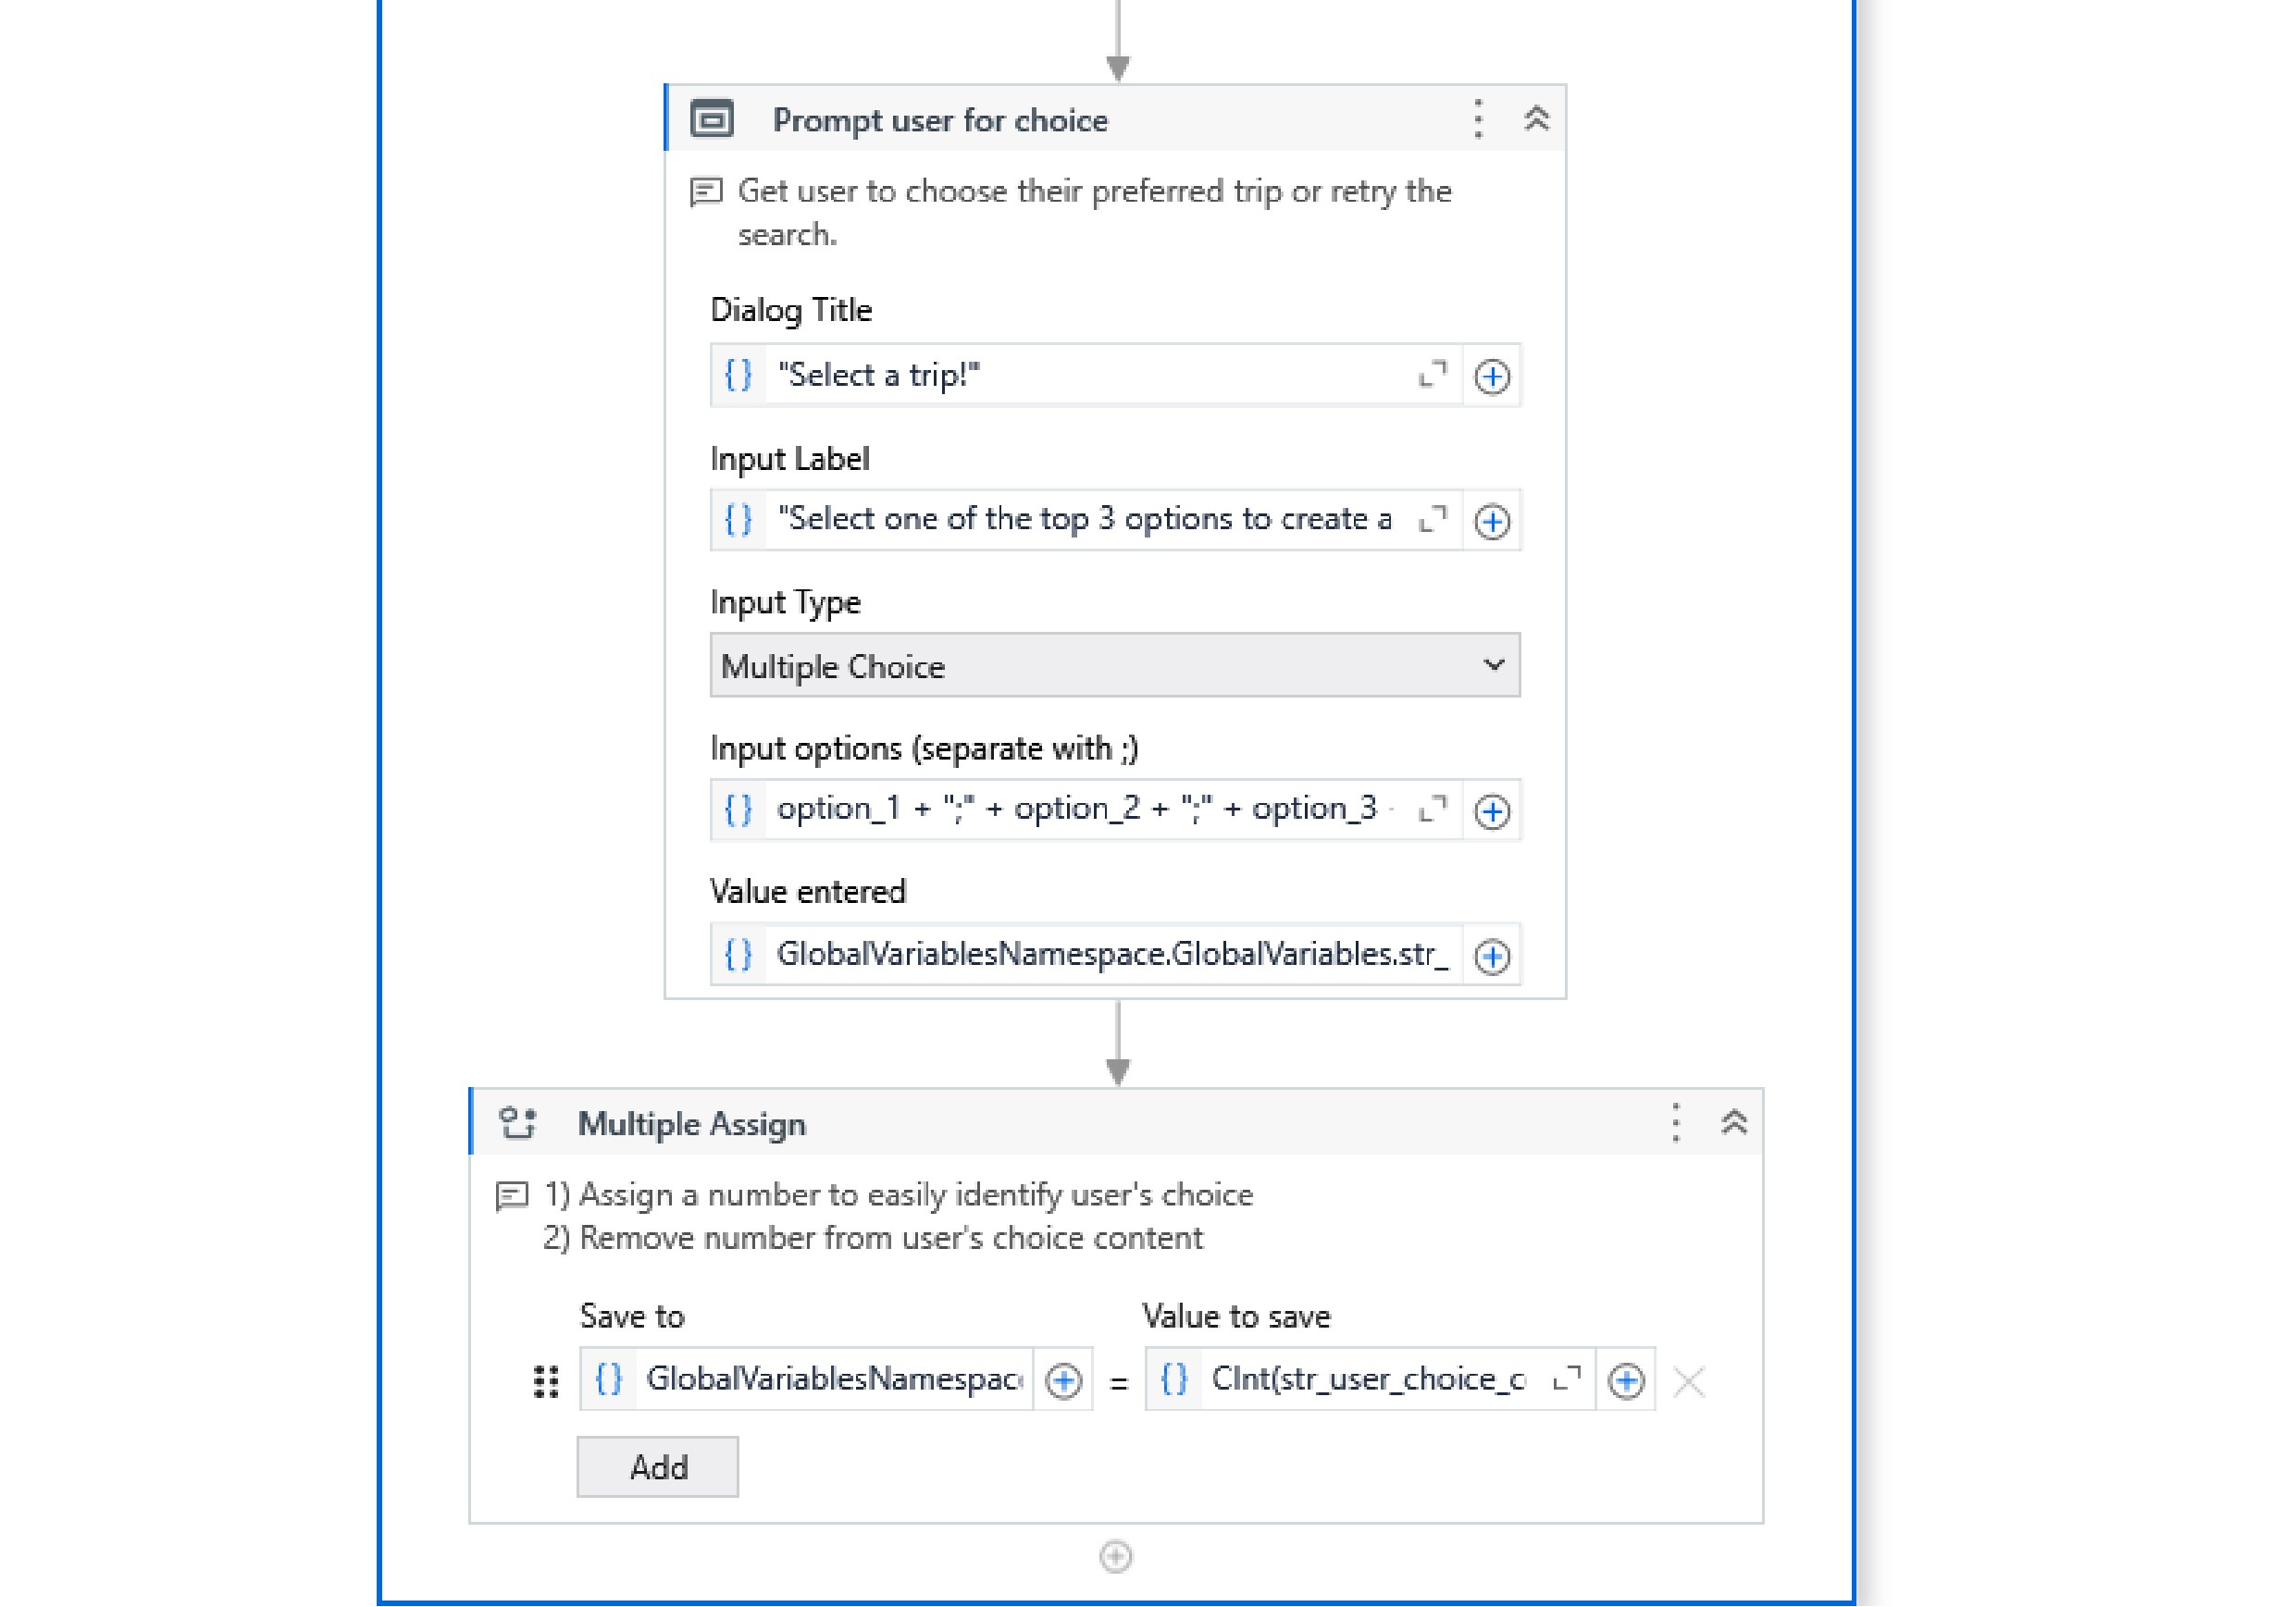 Prompt user for choice
Get user to choose their preferred trip or retry the
search.
Dialog Title
{} "Select a trip!"
Input Label
{} "Select one of the top 3 options to create a
Input Type
Multiple Choice
Input options (separate with ;)
{} option_1 + ";" + option_2 + ";" + option_3
Value entered
{} GlobalVariablesNamespace.GlobalVariables.str_
Multiple Assign
1) Assign a number to easily identify user's choice
2) Remove number from user's choice content
Save to Value to save
{} GlobalVariablesNamespac = {} CInt(str_user_choice_c
Add